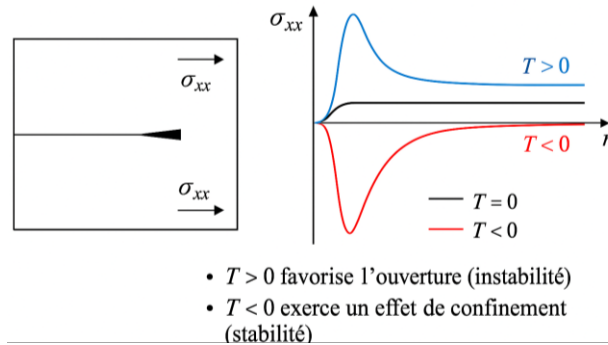 σxx
σxx
σxx
T > 0
T < 0
r
T = 0
T < 0
• T > 0 favorise l’ouverture (instabilité)
• T < 0 exerce un effet de confinement
(stabilité)